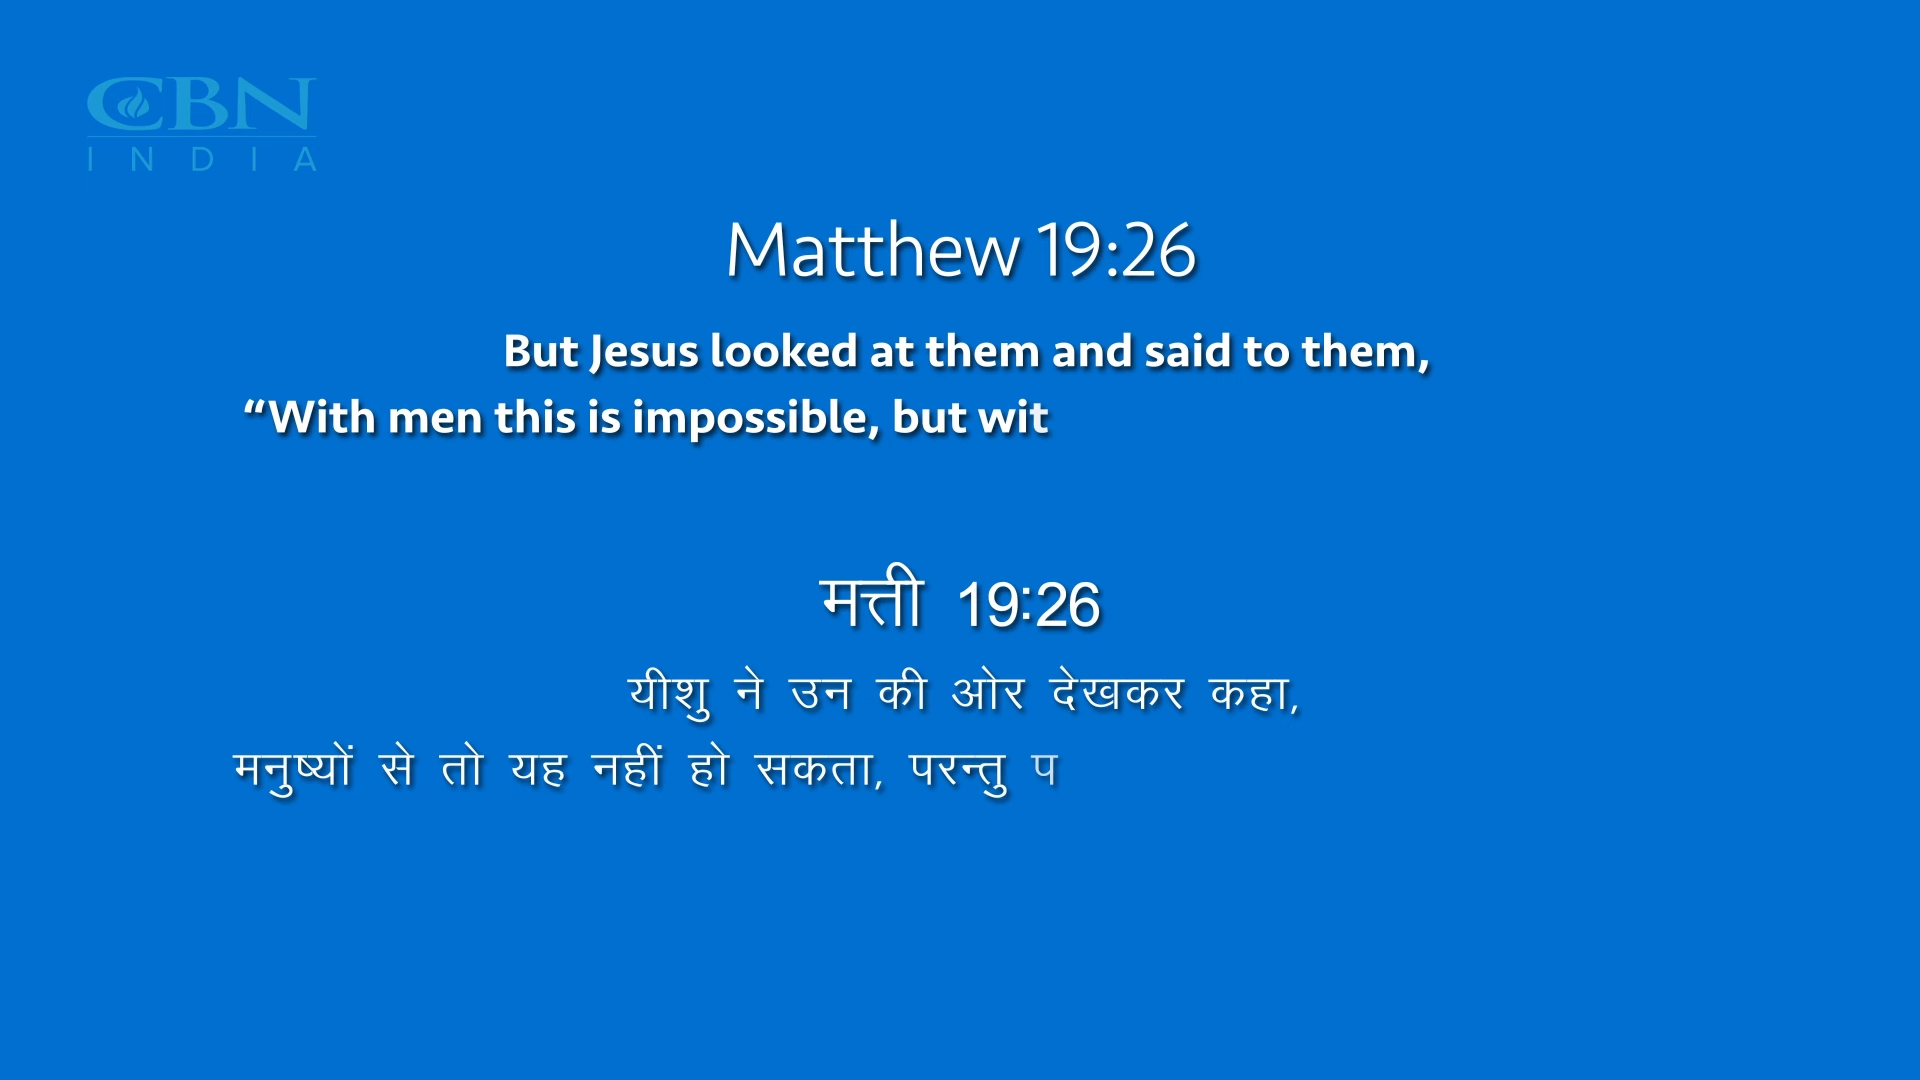 CBN
INDIA
Matthew 19:26
But Jesus looked at them and said to them,
“With men this is impossible, but wit
मत्ती 19:26
यीशु ने उन की ओर देखकर कहा,
मनुष्यों से तो यह नहीं हो सकता, परन्तु प